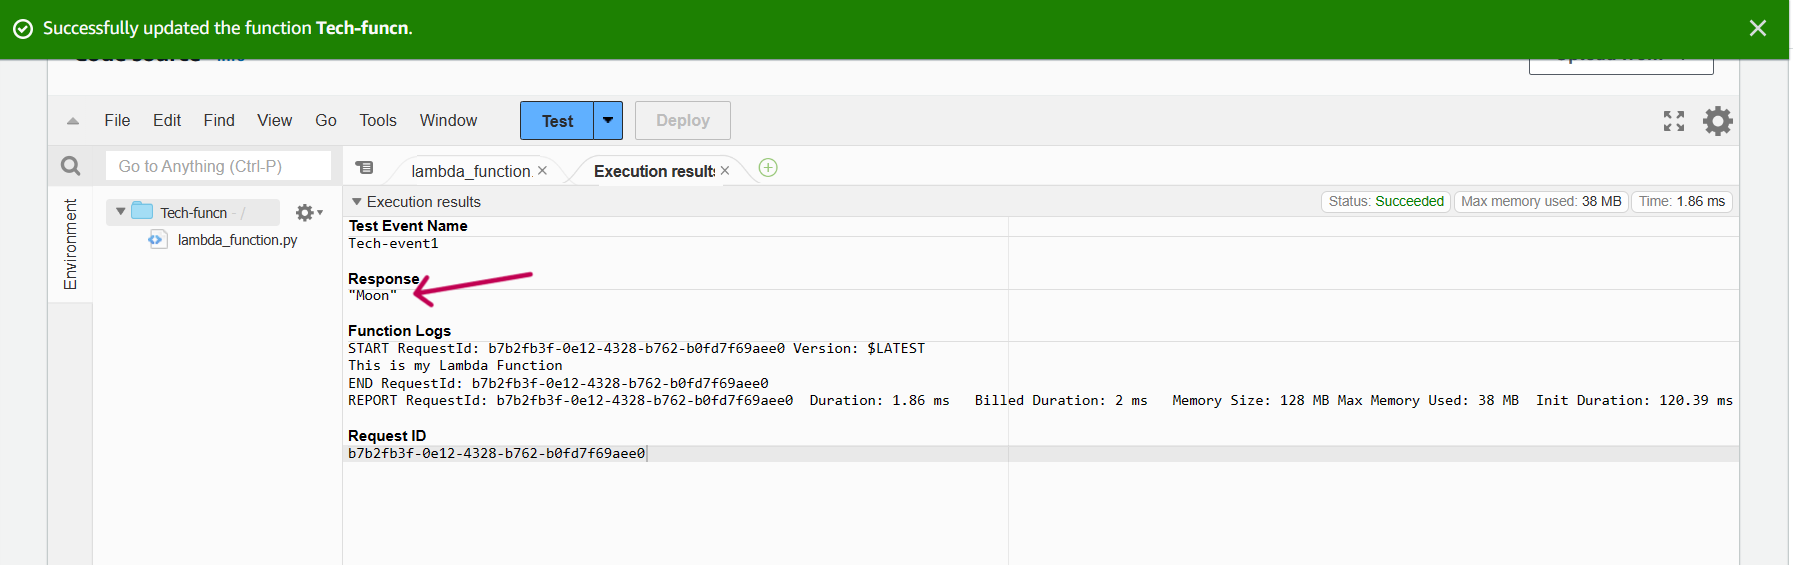 Successfully updated the function Tech-funcn.
File Edit Find View Go Tools Window Test Deploy
Go to Anything (Ctrl-P)
lambda_function. Execution results
Environment
Tech-funcn - /
lambda_function.py
Execution results
Status: Succeeded Max memory used: 38 MB Time: 1.86 ms
Test Event Name
Tech-event1
Response
"Moon"
Function Logs
START RequestId: b7b2fb3f-0e12-4328-b762-b0fd7f69aee0 Version: $LATEST
This is my Lambda Function
END RequestId: b7b2fb3f-0e12-4328-b762-b0fd7f69aee0
REPORT RequestId: b7b2fb3f-0e12-4328-b762-b0fd7f69aee0 Duration: 1.86 ms Billed Duration: 2 ms Memory Size: 128 MB Max Memory Used: 38 MB Init Duration: 120.39 ms
Request ID
b7b2fb3f-0e12-4328-b762-b0fd7f69aee0